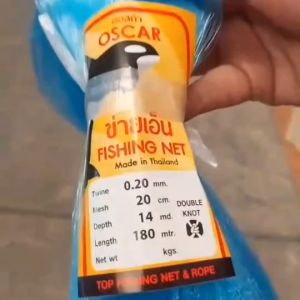 OSCAR
ข่ายเอ็น
FISHING NET
Made in Thailand
Twine 0.20 mm.
Mesh 20 cm. DOUBLE
Depth 14 md. KNOT
Length 180 mtr.
Net wt kgs.
TOP FISHING NET & ROPE